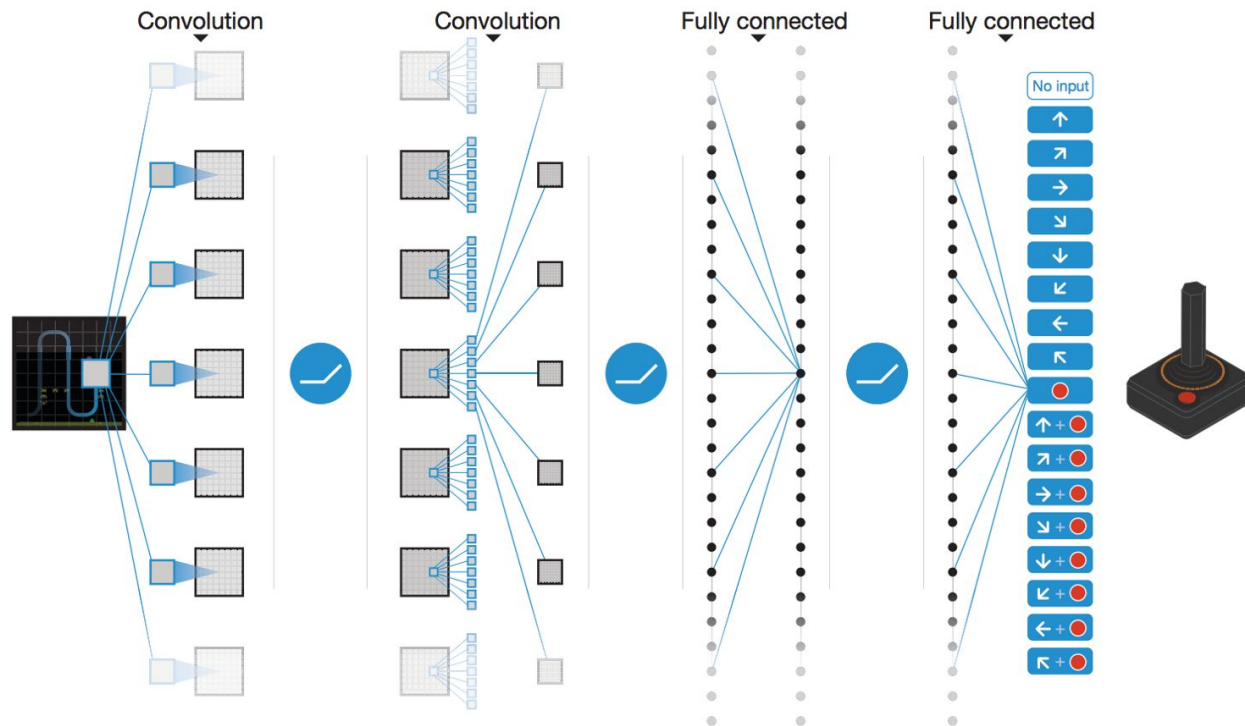 Convolution
Convolution
Fully connected
Fully connected
No input
+
+
+
+
+
+
+
+